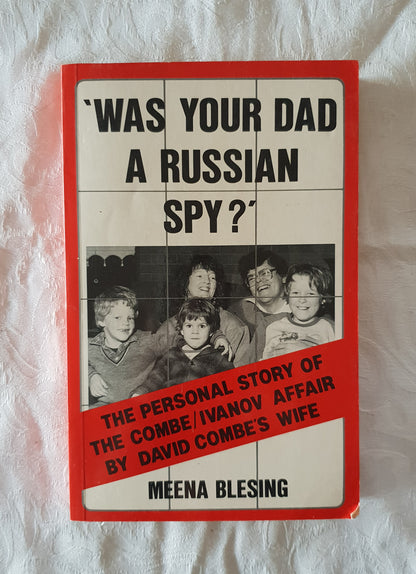 'WAS YOUR DAD
A RUSSIAN
SPY?'
THE PERSONAL STORY OF
THE COMBE/IVANOV AFFAIR
BY DAVID COMBE'S WIFE
MEENA BLESING